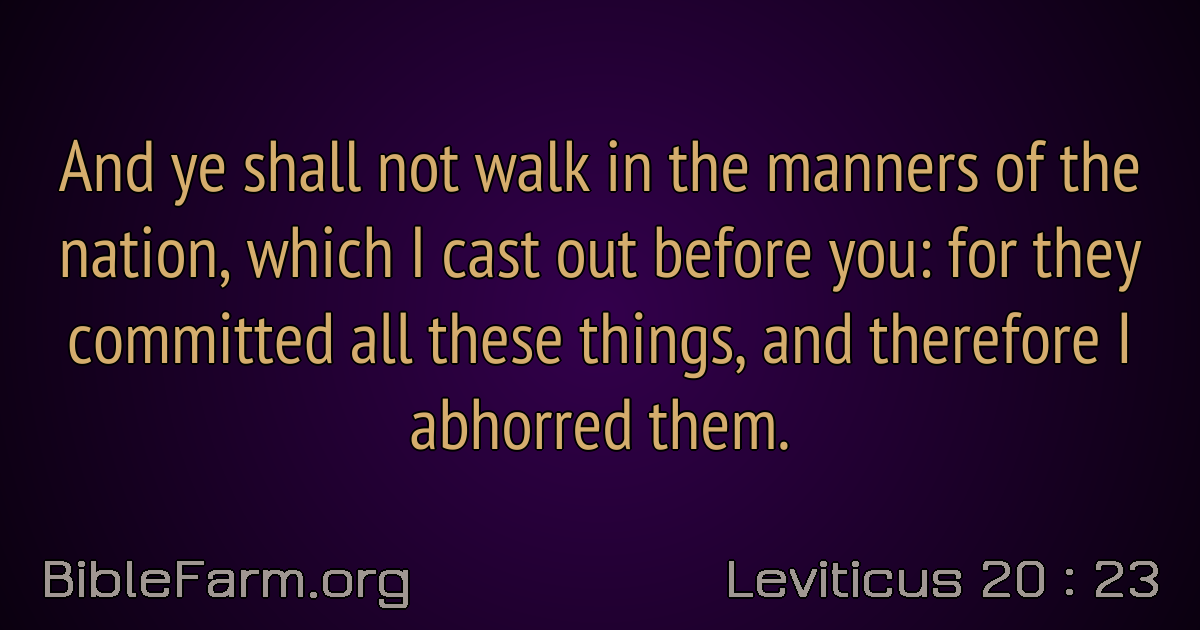 And ye shall not walk in the manners of the
nation, which I cast out before you: for they
committed all these things, and therefore I
abhorred them.
BibleFarm.org
Leviticus 20 : 23